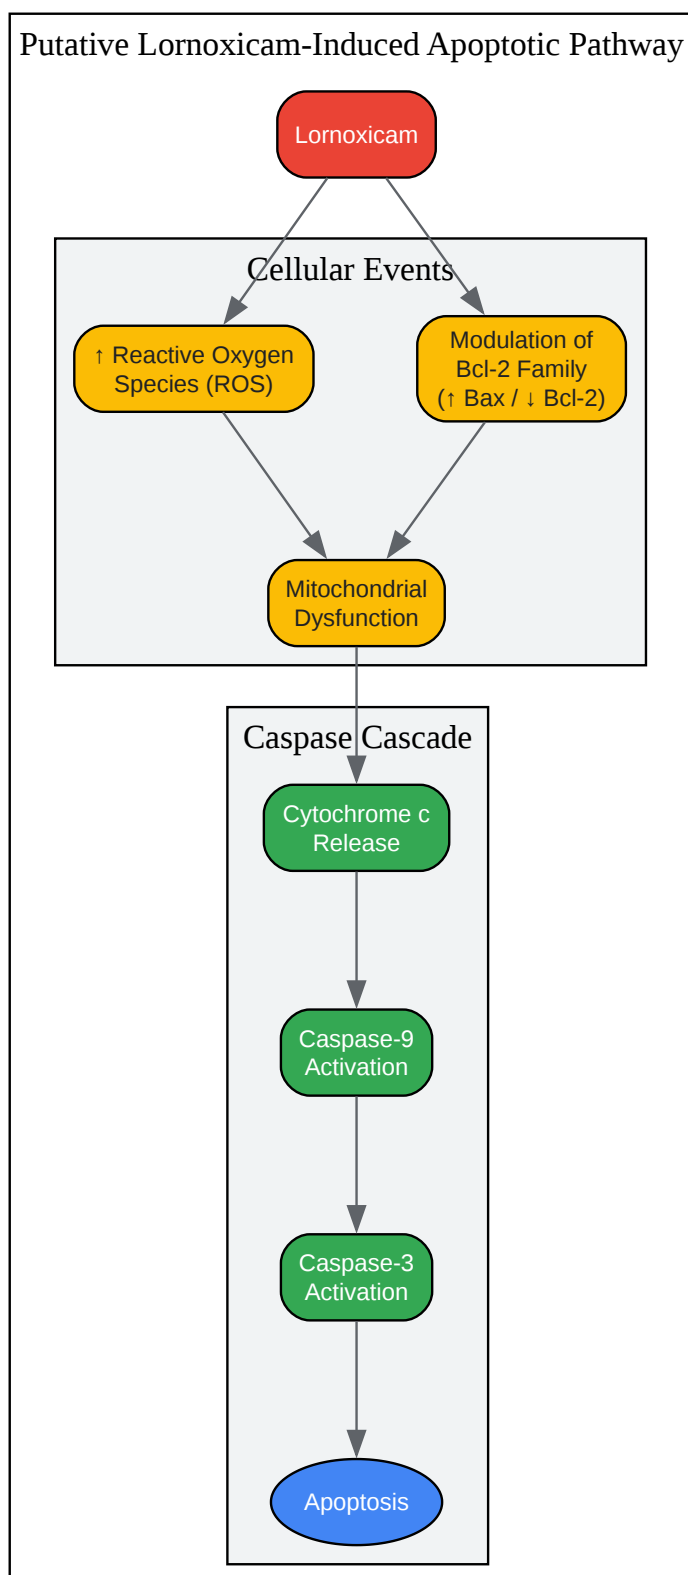 Putative Lornoxicam-Induced Apoptotic Pathway
Lornoxicam
Cellular Events
↑ Reactive Oxygen
Species (ROS)
Modulation of
Bcl-2 Family
(↑ Bax / ↓ Bcl-2)
Mitochondrial
Dysfunction
Caspase Cascade
Cytochrome c
Release
Caspase-9
Activation
Caspase-3
Activation
Apoptosis